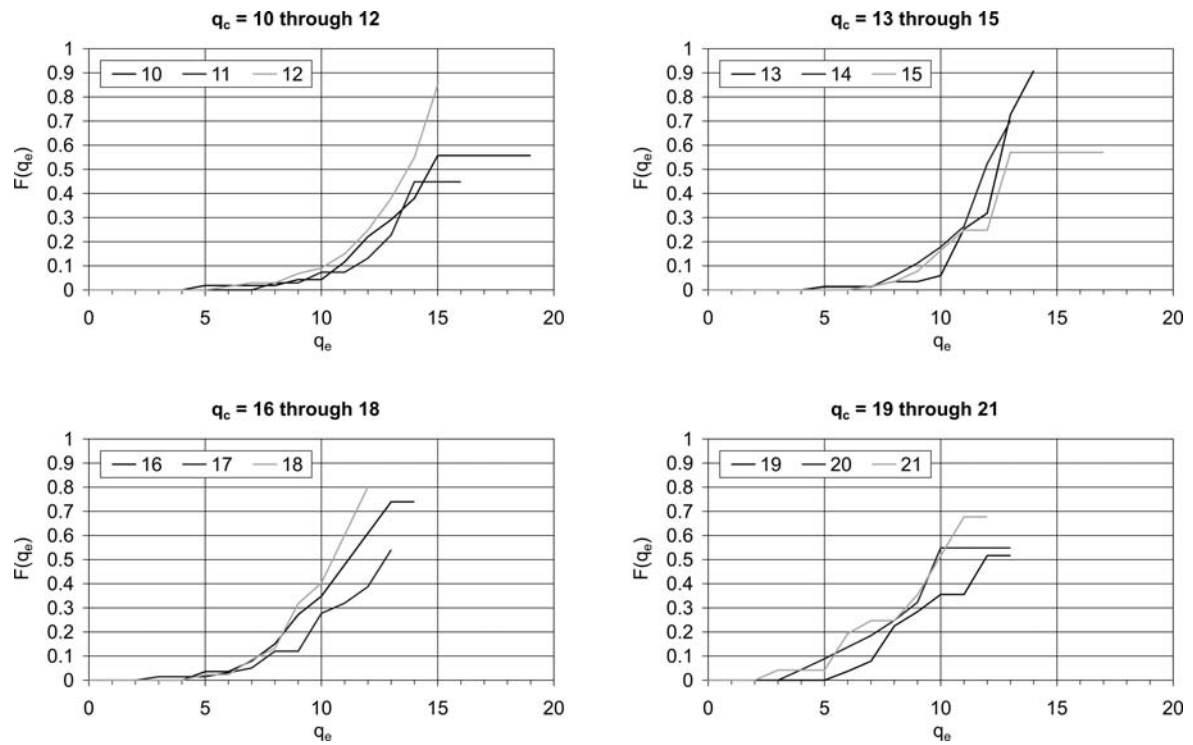 q_c = 10 through 12
1
0.9
0.8
0.7
0.6
0.5
0.4
0.3
0.2
0.1
0
F(q_e)
10 11 12
0 5 10 15 20
q_e
q_c = 13 through 15
1
0.9
0.8
0.7
0.6
0.5
0.4
0.3
0.2
0.1
0
F(q_e)
13 14 15
0 5 10 15 20
q_e
q_c = 16 through 18
1
0.9
0.8
0.7
0.6
0.5
0.4
0.3
0.2
0.1
0
F(q_e)
16 17 18
0 5 10 15 20
q_e
q_c = 19 through 21
1
0.9
0.8
0.7
0.6
0.5
0.4
0.3
0.2
0.1
0
F(q_e)
19 20 21
0 5 10 15 20
q_e